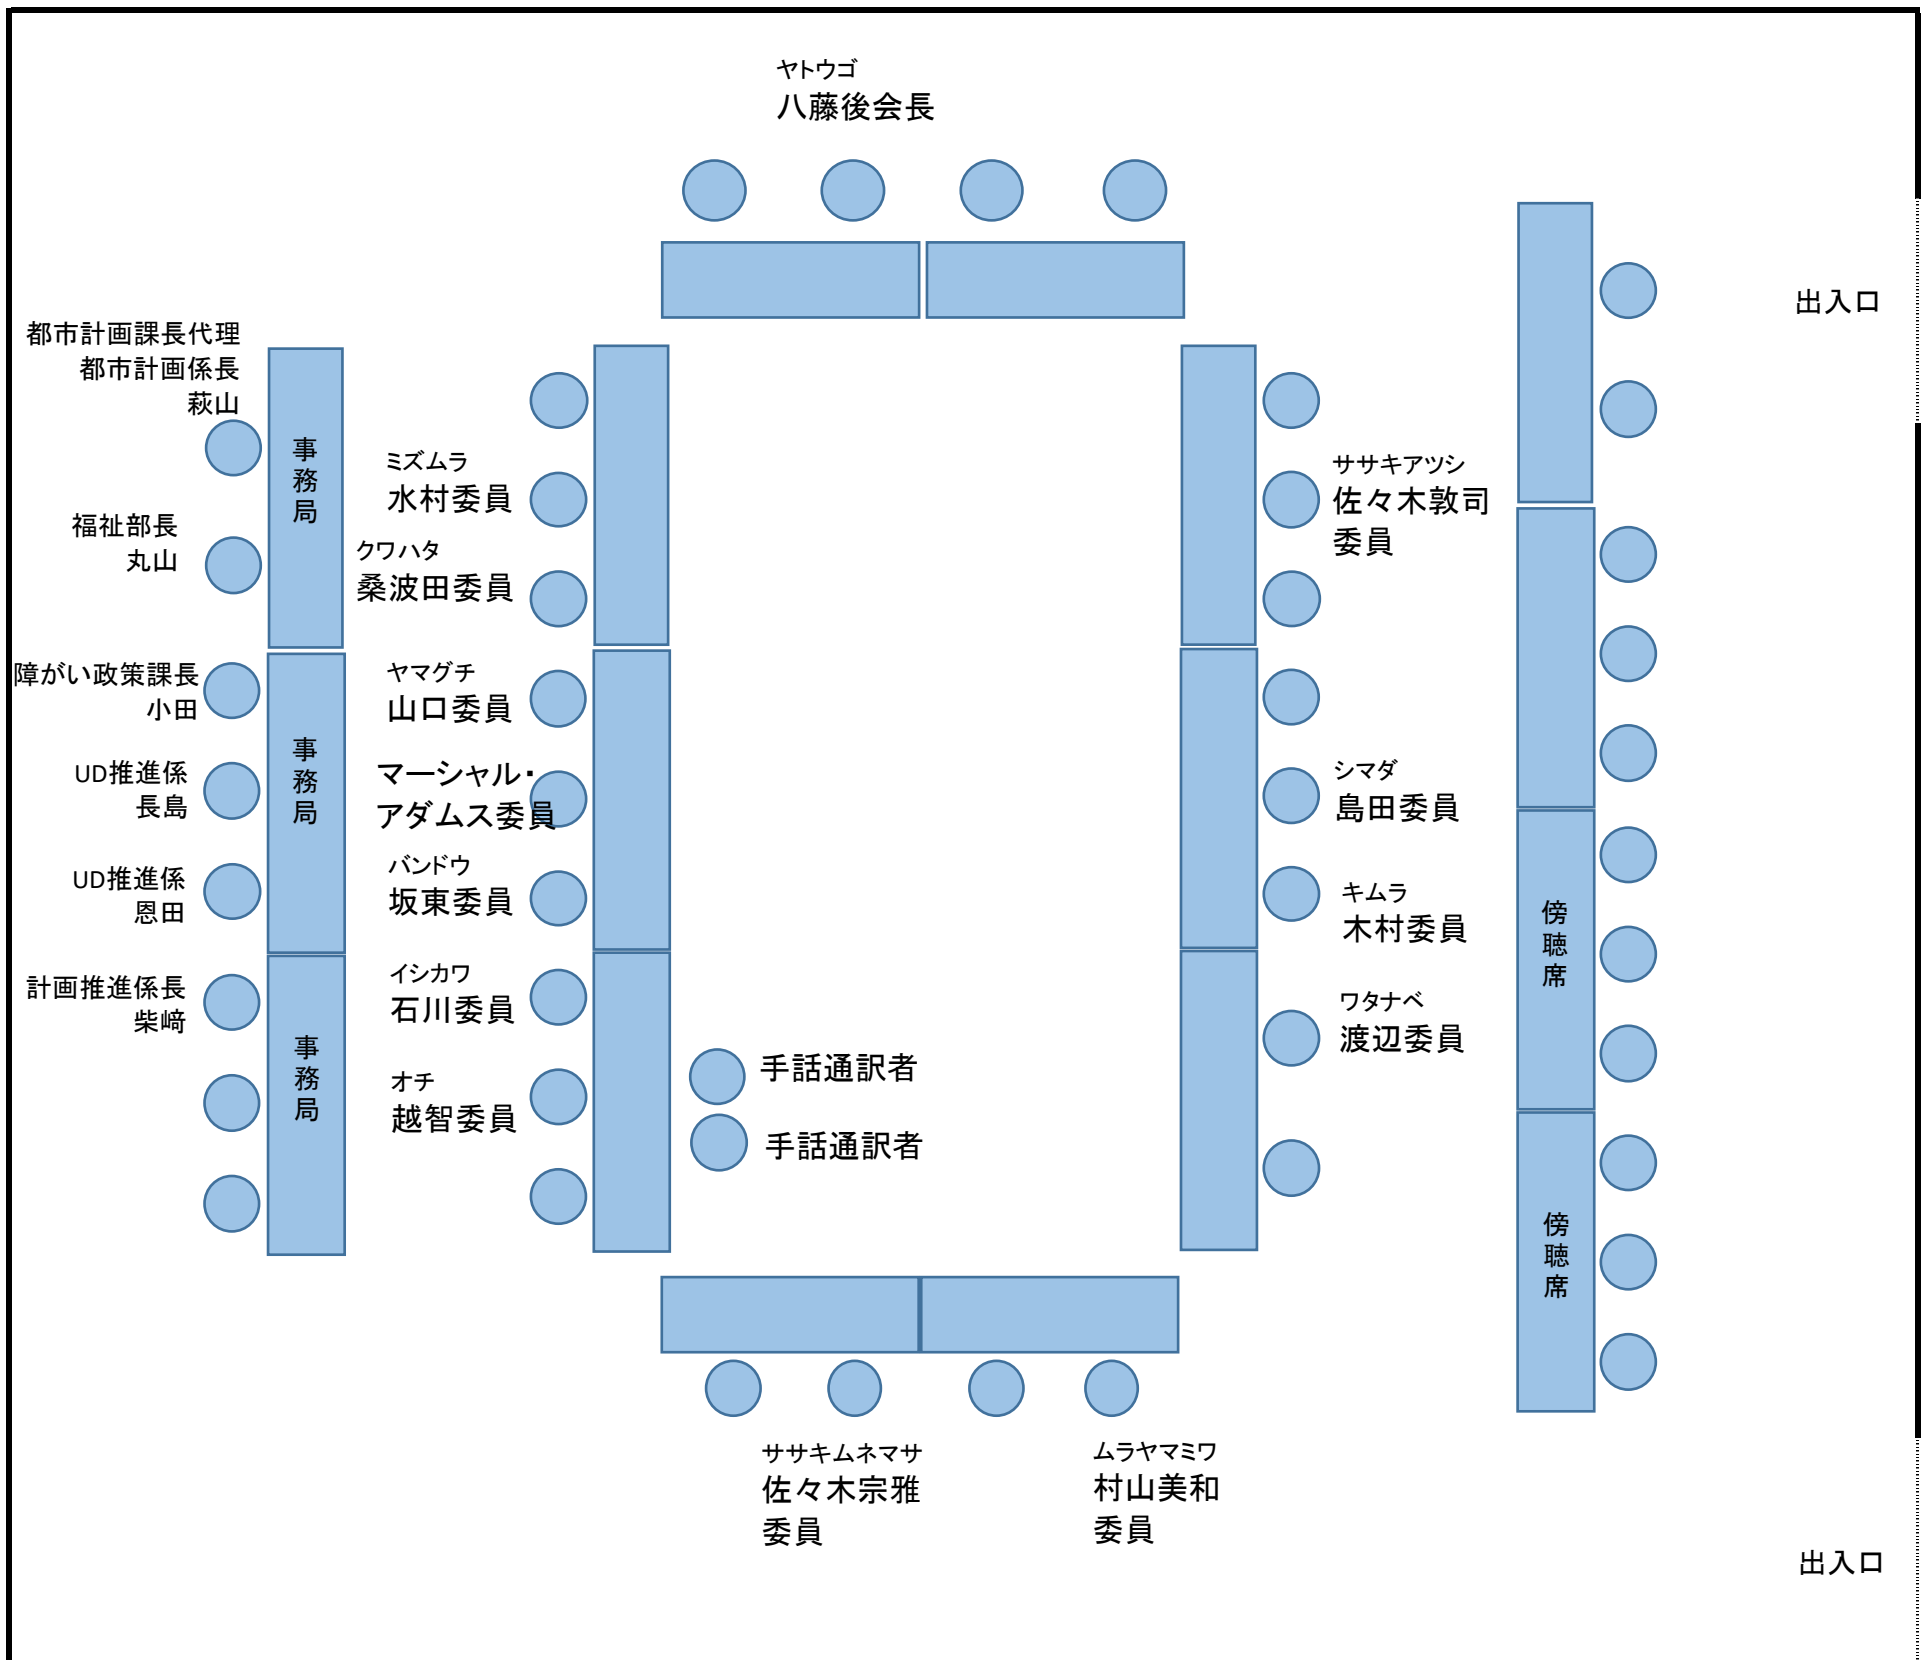 ヤトウゴ
八藤後会長
出入口
都市計画課長代理
都市計画係長
萩山
福祉部長
丸山
障がい政策課長
小田
UD推進係
長島
UD推進係
恩田
計画推進係長
柴﨑
事務局
事務局
事務局
ミズムラ
水村委員
クワハタ
桑波田委員
ヤマグチ
山口委員
マーシャル・
アダムス委員
バンドウ
坂東委員
イシカワ
石川委員
オチ
越智委員
手話通訳者
手話通訳者
ササキアツシ
佐々木敦司
委員
シマダ
島田委員
キムラ
木村委員
ワタナベ
渡辺委員
傍聴席
傍聴席
ササキムネマサ
佐々木宗雅
委員
ムラヤマミワ
村山美和
委員
出入口